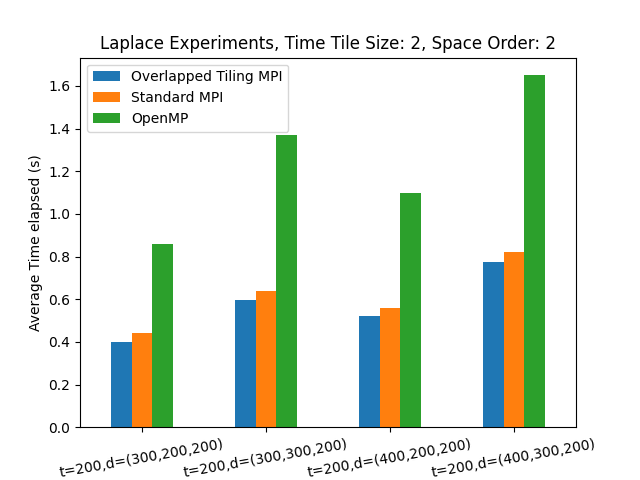 Laplace Experiments, Time Tile Size: 2, Space Order: 2
Overlapped Tiling MPI
Standard MPI
OpenMP
Average Time elapsed (s)
1.6
1.4
1.2
1.0
0.8
0.6
0.4
0.2
0.0
t=200,d=(300,200,200)
t=200,d=(300,300,200)
t=200,d=(400,200,200)
t=200,d=(400,300,200)